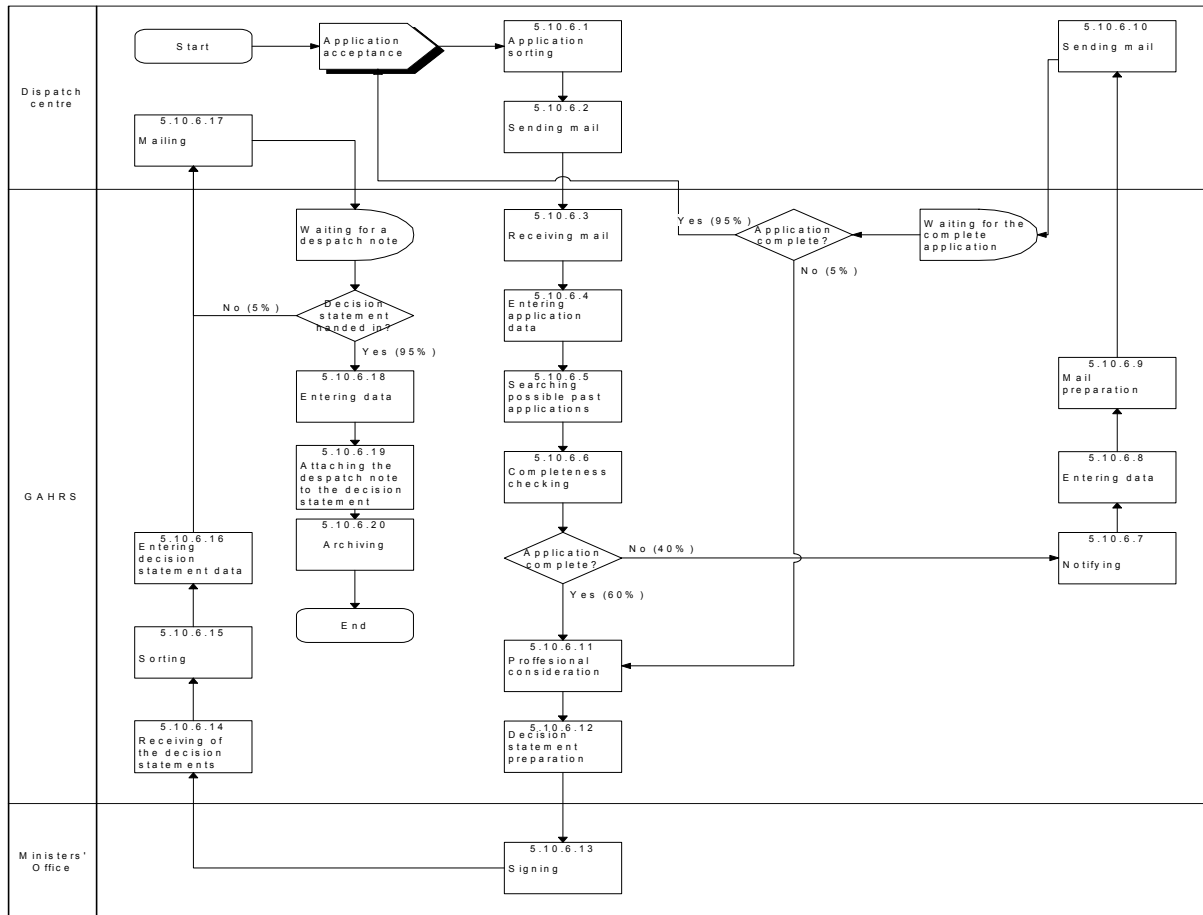 Dispatch
centre
Start
Application
acceptance
5.10.6.1
Application
sorting
5.10.6.2
Sending mail
5.10.6.10
Sending mail
5.10.6.17
Mailing
GAHRS
Waiting for a
despatch note
Decision
statement
handed in?
No (5%)
Yes (95%)
5.10.6.18
Entering data
5.10.6.19
Attaching the
despatch note
to the decision
statement
5.10.6.20
Archiving
End
5.10.6.16
Entering
decision
statement data
5.10.6.15
Sorting
5.10.6.14
Receiving of
the decision
statements
5.10.6.3
Receiving mail
5.10.6.4
Entering
application
data
5.10.6.5
Searching
possible past
applications
5.10.6.6
Completeness
checking
Application
complete?
No (40%)
Yes (60%)
5.10.6.11
Proffesional
consideration
5.10.6.12
Decision
statement
preparation
Yes (95%)
Application
complete?
No (5%)
Waiting for the
complete
application
5.10.6.9
Mail
preparation
5.10.6.8
Entering data
5.10.6.7
Notifying
Ministers'
Office
5.10.6.13
Signing